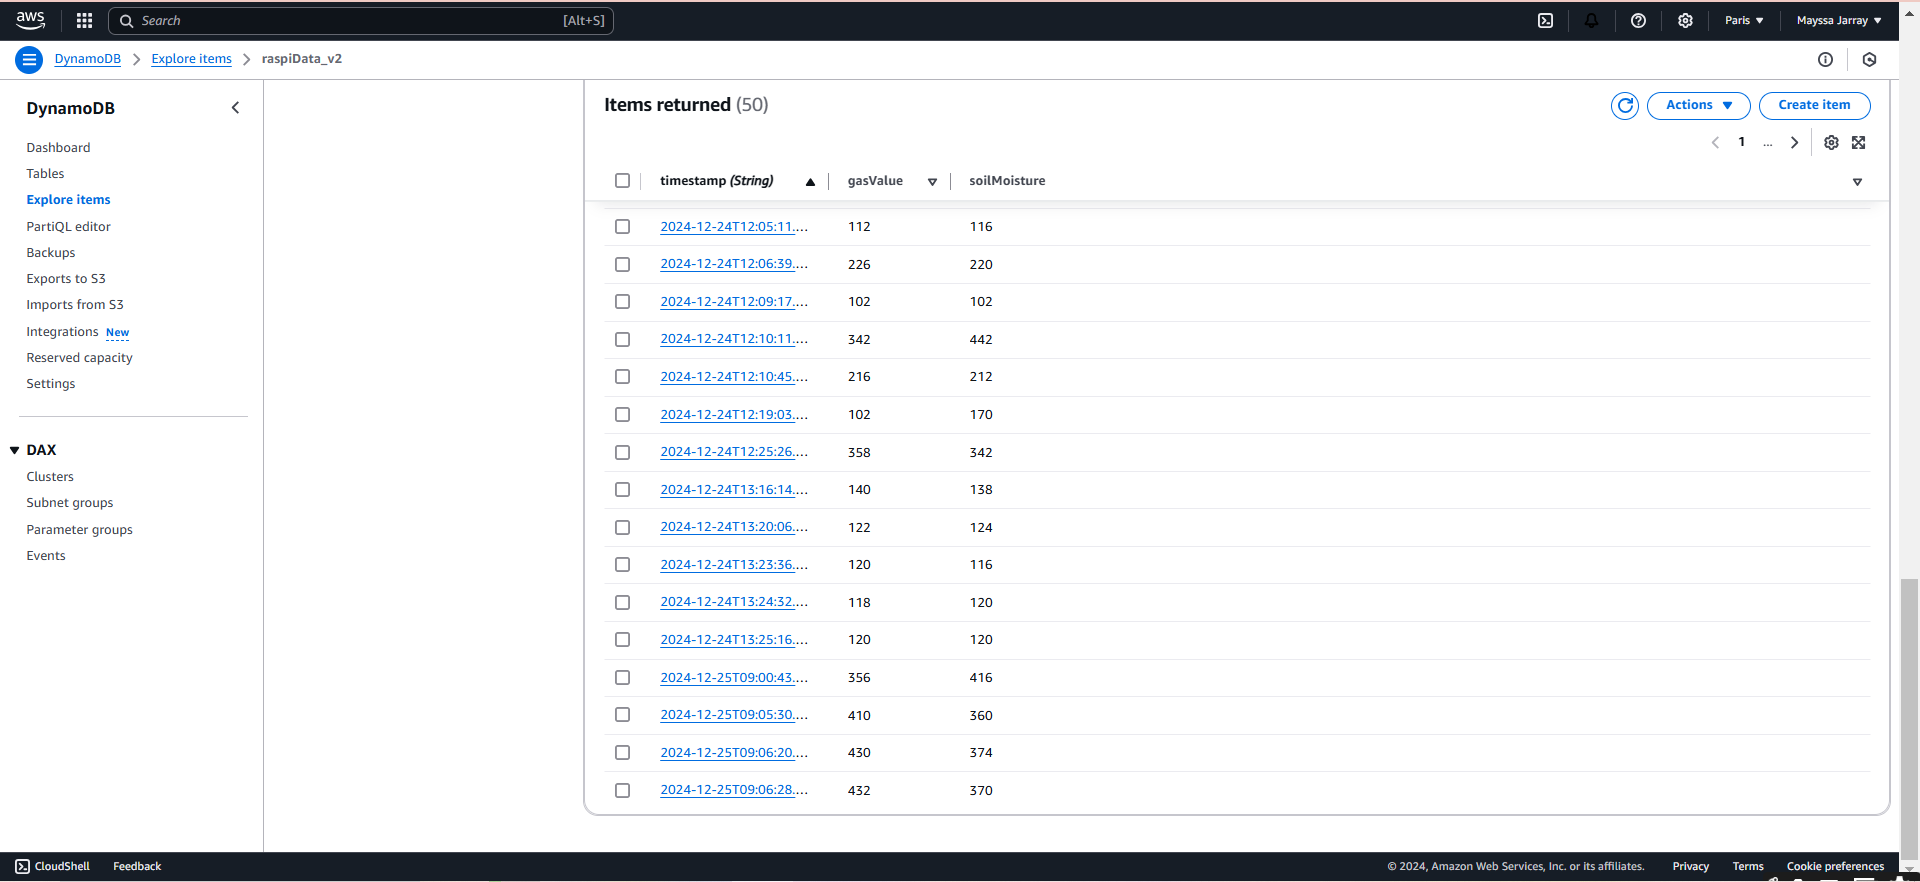 aws Search [Alt+S] Paris ▼ Mayssa Jarray ▼
DynamoDB > Explore items > raspiData_v2
DynamoDB
Dashboard
Tables
Explore items
PartiQL editor
Backups
Exports to S3
Imports from S3
Integrations New
Reserved capacity
Settings
▼ DAX
Clusters
Subnet groups
Parameter groups
Events
Items returned (50) Actions ▼ Create item
< 1 ... >
timestamp (String) gasValue soilMoisture
2024-12-24T12:05:11.... 112 116
2024-12-24T12:06:39.... 226 220
2024-12-24T12:09:17.... 102 102
2024-12-24T12:10:11.... 342 442
2024-12-24T12:10:45.... 216 212
2024-12-24T12:19:03.... 102 170
2024-12-24T12:25:26.... 358 342
2024-12-24T13:16:14.... 140 138
2024-12-24T13:20:06.... 122 124
2024-12-24T13:23:36.... 120 116
2024-12-24T13:24:32.... 118 120
2024-12-24T13:25:16.... 120 120
2024-12-25T09:00:43.... 356 416
2024-12-25T09:05:30.... 410 360
2024-12-25T09:06:20.... 430 374
2024-12-25T09:06:28.... 432 370
CloudShell Feedback © 2024, Amazon Web Services, Inc. or its affiliates. Privacy Terms Cookie preferences